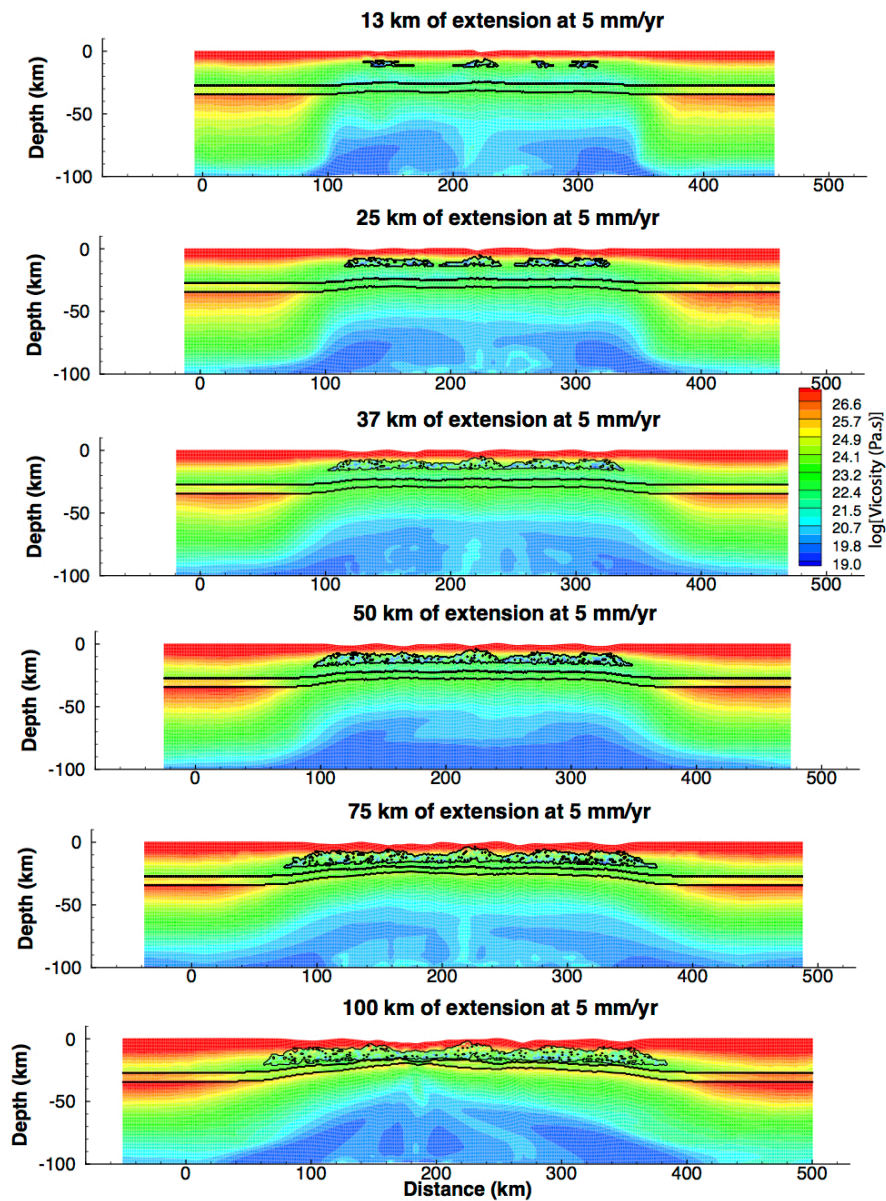 13 km of extension at 5 mm/yr
0
-50
-100
Depth (km)
0 100 200 300 400 500
25 km of extension at 5 mm/yr
0
-50
-100
Depth (km)
0 100 200 300 400 500
37 km of extension at 5 mm/yr
0
-50
-100
Depth (km)
0 100 200 300 400 500
26.6
25.7
24.9
24.1
23.2
22.4
21.5
20.7
19.8
19.0
log[Viscosity (Pa.s)]
50 km of extension at 5 mm/yr
0
-50
-100
Depth (km)
0 100 200 300 400 500
75 km of extension at 5 mm/yr
0
-50
-100
Depth (km)
0 100 200 300 400 500
100 km of extension at 5 mm/yr
0
-50
-100
Depth (km)
0 100 200 300 400 500
Distance (km)